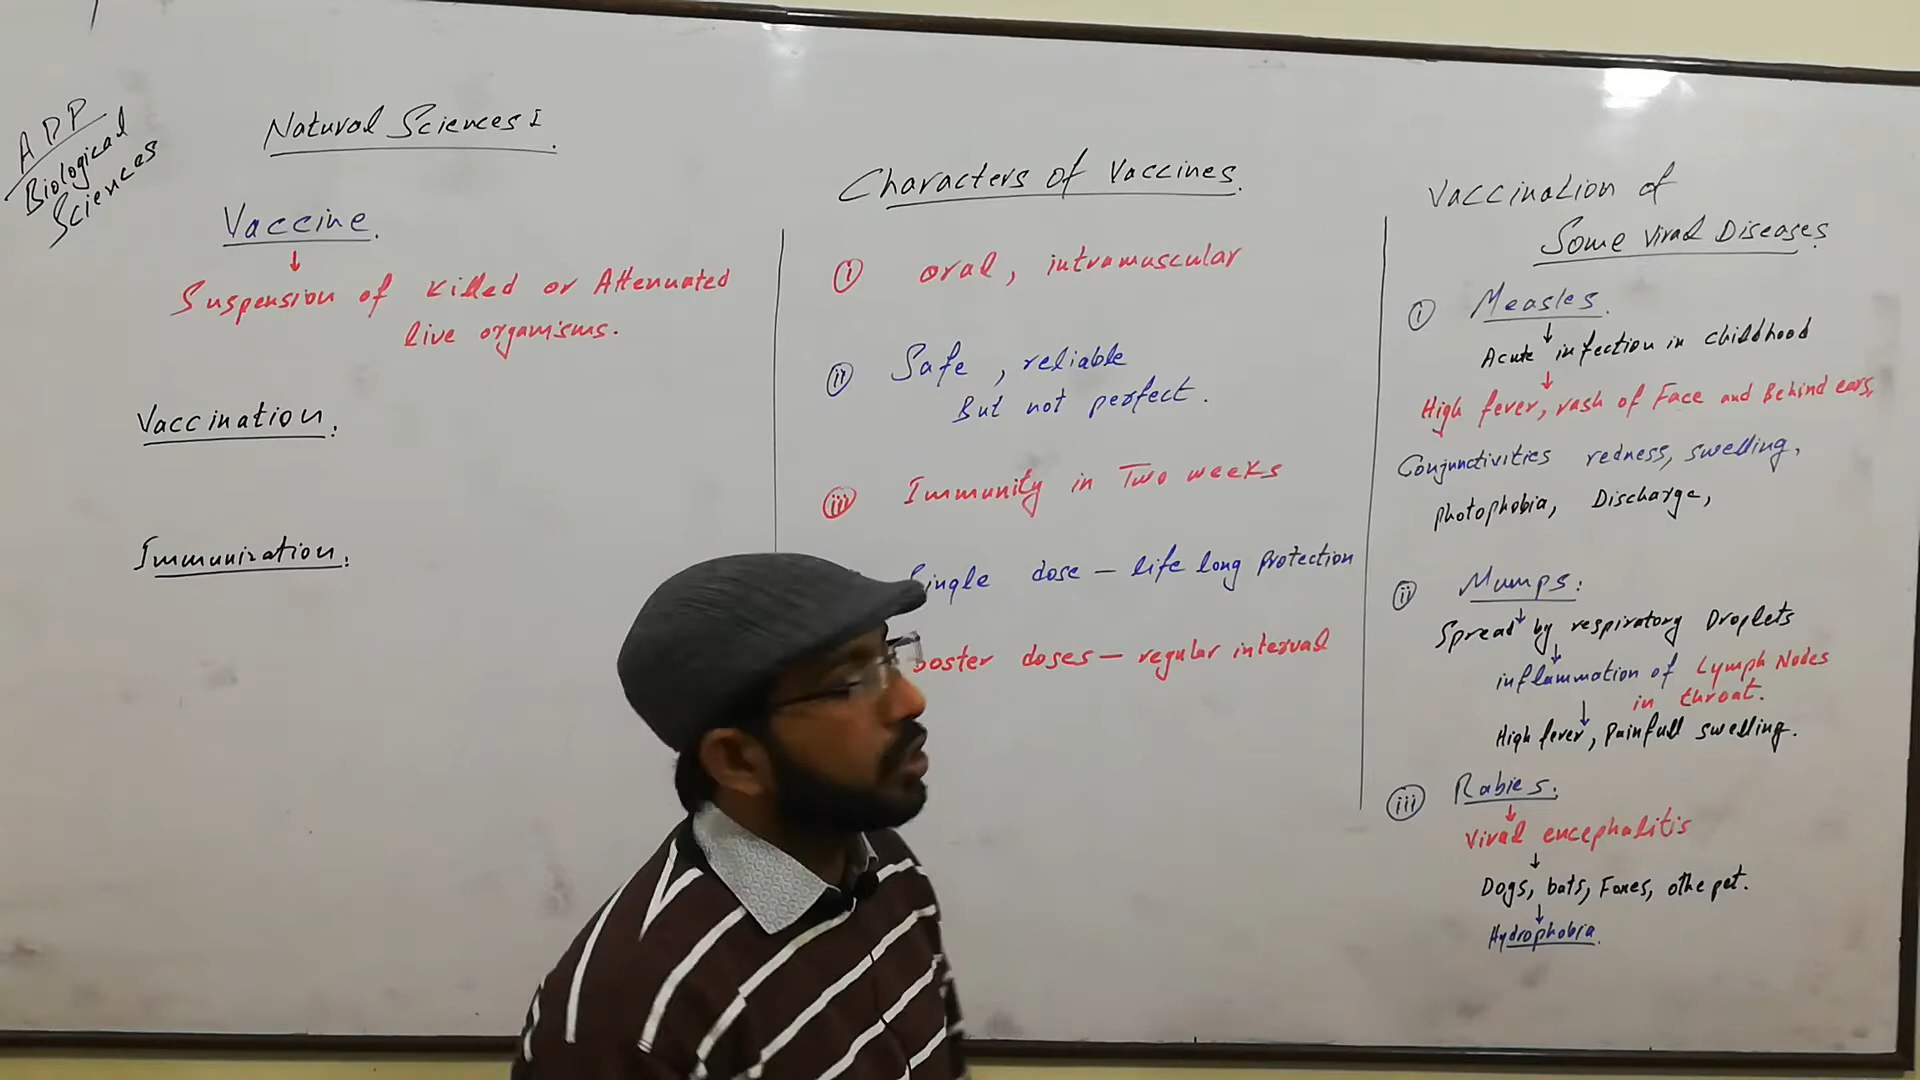 ADP
Biological
Sciences
Natural Sciences I.
Vaccine.
↓
Suspension of Killed or Attenuated
live organisms.
Vaccination:
Immunization:
Characters of Vaccines.
(i) oral, intramuscular
(ii) Safe, reliable
But not perfect.
(iii) Immunity in Two weeks
dose – life long Protection
doses – regular interval
Vaccination of
Some Viral Diseases
(i) Measles.
↓
Acute infection in childhood
↓
High fever, rash of Face and Behind ears,
Conjunctivities redness, swelling,
photophobia, Discharge,
(ii) Mumps:
↓
Spread by respiratory Droplets
↓
inflammation of Lymph Nodes
in throat.
↓
High fever, Painfull swelling.
(iii) Rabies:
↓
Viral encephalitis
↓
Dogs, bats, Foxes, othe pet.
↓
Hydrophobia.